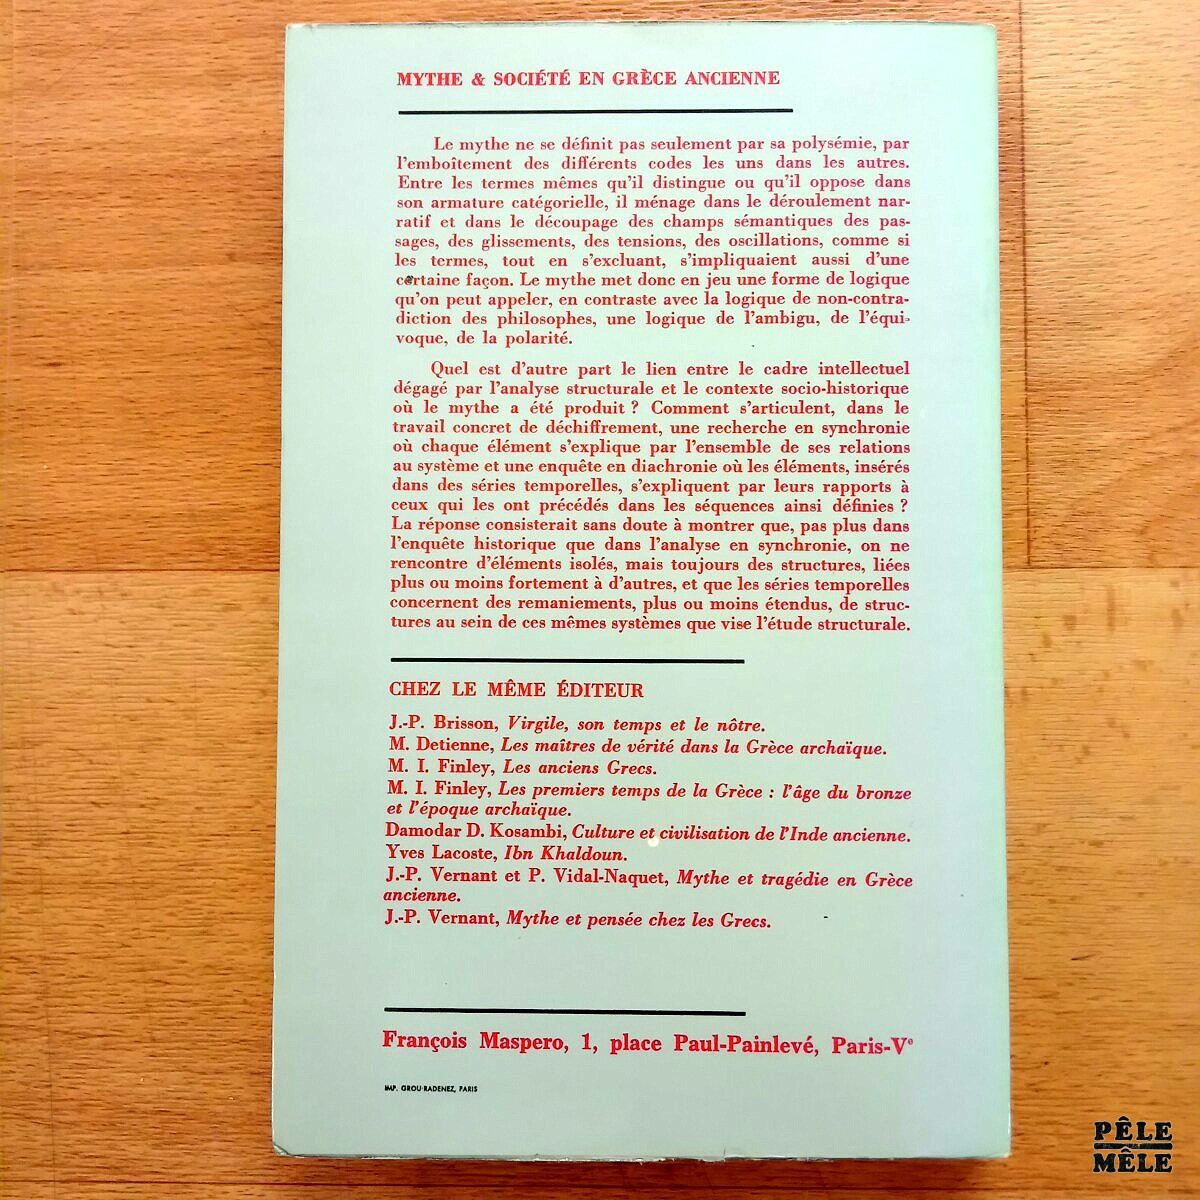 MYTHE & SOCIÉTÉ EN GRÈCE ANCIENNE
Le mythe ne se définit pas seulement par sa polysémie, par
l'emboîtement des différents codes les uns dans les autres.
Entre les termes mêmes qu'il distingue ou qu'il oppose dans
son armature catégorielle, il ménage dans le déroulement nar-
ratif et dans le découpage des champs sémantiques des pas-
sages, des glissements, des tensions, des oscillations, comme si
les termes, tout en s'excluant, s'impliquaient aussi d'une
certaine façon. Le mythe met donc en jeu une forme de logique
qu'on peut appeler, en contraste avec la logique de non-contra-
diction des philosophes, une logique de l'ambigu, de l'équi-
voque, de la polarité.
Quel est d'autre part le lien entre le cadre intellectuel
dégagé par l'analyse structurale et le contexte socio-historique
où le mythe a été produit ? Comment s'articulent, dans le
travail concret de déchiffrement, une recherche en synchronie
où chaque élément s'explique par l'ensemble de ses relations
au système et une enquête en diachronie où les éléments, insérés
dans des séries temporelles, s'expliquent par leurs rapports à
ceux qui les ont précédés dans les séquences ainsi définies ?
La réponse consisterait sans doute à montrer que, pas plus dans
l'enquête historique que dans l'analyse en synchronie, on ne
rencontre d'éléments isolés, mais toujours des structures, liées
plus ou moins fortement à d'autres, et que les séries temporelles
concernent des remaniements, plus ou moins étendus, de struc-
tures au sein de ces mêmes systèmes que vise l'étude structurale.
CHEZ LE MÊME ÉDITEUR
J.-P. Brisson, Virgile, son temps et le nôtre.
M. Detienne, Les maîtres de vérité dans la Grèce archaïque.
M. I. Finley, Les anciens Grecs.
M. I. Finley, Les premiers temps de la Grèce : l'âge du bronze
et l'époque archaïque.
Damodar D. Kosambi, Culture et civilisation de l'Inde ancienne.
Yves Lacoste, Ibn Khaldoun.
J.-P. Vernant et P. Vidal-Naquet, Mythe et tragédie en Grèce
ancienne.
J.-P. Vernant, Mythe et pensée chez les Grecs.
François Maspero, 1, place Paul-Painlevé, Paris-Ve
IMP. GROU-RADENEZ, PARIS
PÊLE
MÊLE